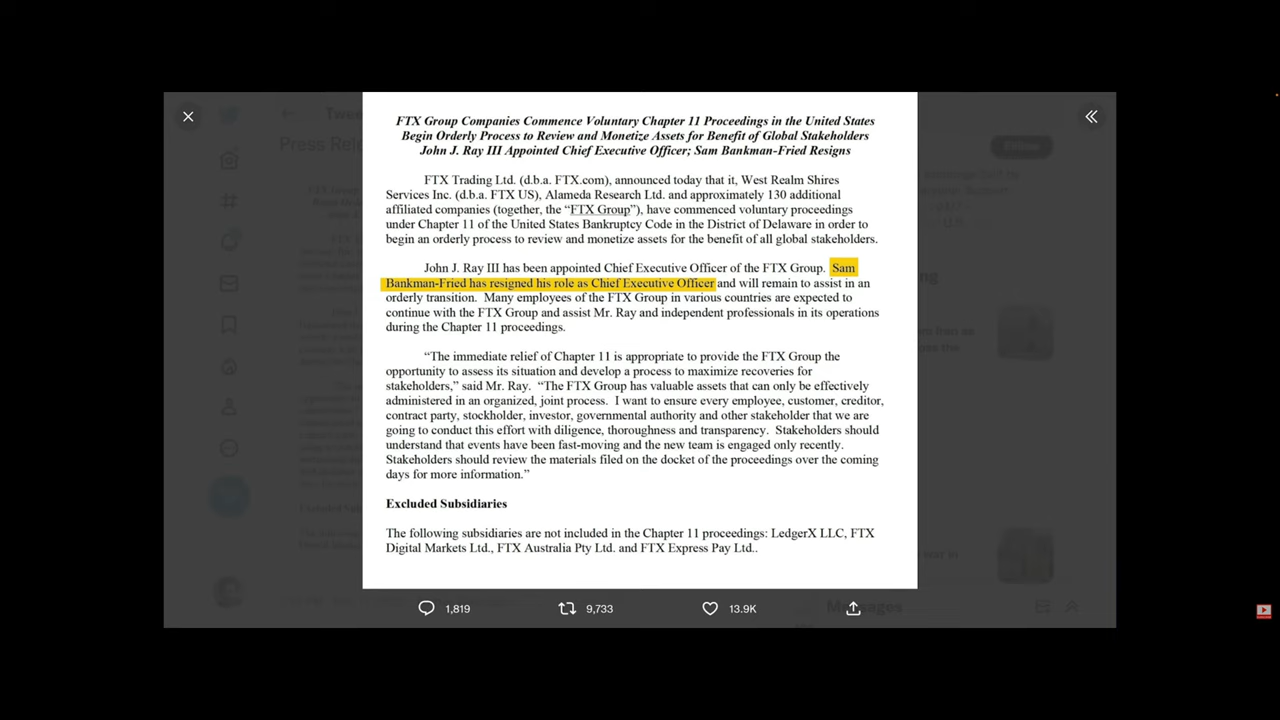 FTX Group Companies Commence Voluntary Chapter 11 Proceedings in the United States
Begin Orderly Process to Review and Monetize Assets for Benefit of Global Stakeholders
John J. Ray III Appointed Chief Executive Officer; Sam Bankman-Fried Resigns
FTX Trading Ltd. (d.b.a. FTX.com), announced today that it, West Realm Shires
Services Inc. (d.b.a. FTX US), Alameda Research Ltd. and approximately 130 additional
affiliated companies (together, the “FTX Group”), have commenced voluntary proceedings
under Chapter 11 of the United States Bankruptcy Code in the District of Delaware in order to
begin an orderly process to review and monetize assets for the benefit of all global stakeholders.
John J. Ray III has been appointed Chief Executive Officer of the FTX Group. Sam
Bankman-Fried has resigned his role as Chief Executive Officer and will remain to assist in an
orderly transition. Many employees of the FTX Group in various countries are expected to
continue with the FTX Group and assist Mr. Ray and independent professionals in its operations
during the Chapter 11 proceedings.
“The immediate relief of Chapter 11 is appropriate to provide the FTX Group the
opportunity to assess its situation and develop a process to maximize recoveries for
stakeholders,” said Mr. Ray. “The FTX Group has valuable assets that can only be effectively
administered in an organized, joint process. I want to ensure every employee, customer, creditor,
contract party, stockholder, investor, governmental authority and other stakeholder that we are
going to conduct this effort with diligence, thoroughness and transparency. Stakeholders should
understand that events have been fast-moving and the new team is engaged only recently.
Stakeholders should review the materials filed on the docket of the proceedings over the coming
days for more information.”
Excluded Subsidiaries
The following subsidiaries are not included in the Chapter 11 proceedings: LedgerX LLC, FTX
Digital Markets Ltd., FTX Australia Pty Ltd. and FTX Express Pay Ltd..
1,819 9,733 13.9K
Messages